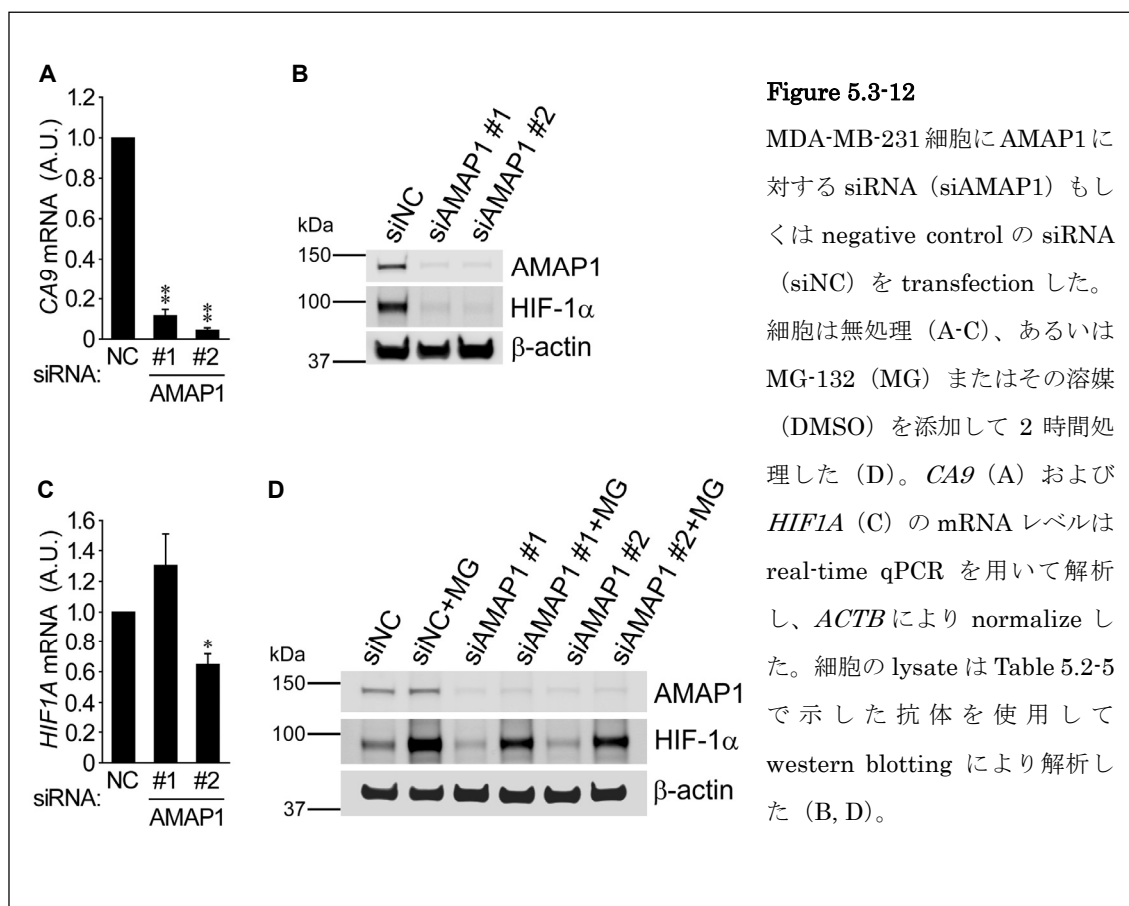 A
CA9 mRNA (A.U.)
1.2
1.0
0.8
0.6
0.4
0.2
0
**
**
NC #1 #2
siRNA:
AMAP1
B
siNC
siAMAP1 #1
siAMAP1 #2
kDa
150
AMAP1
100
HIF-1α
β-actin
37
C
HIF1A mRNA (A.U.)
1.6
1.4
1.2
1.0
0.8
0.6
0.4
0.2
0
*
NC #1 #2
siRNA:
AMAP1
D
siNC
siNC+MG
siAMAP1 #1
siAMAP1 #1+MG
siAMAP1 #2
siAMAP1 #2+MG
kDa
150
AMAP1
100
HIF-1α
β-actin
37
Figure 5.3-12
MDA-MB-231 細胞に AMAP1 に
対する siRNA（siAMAP1）もし
くは negative control の siRNA
（siNC）を transfection した。
細胞は無処理（A-C）、あるいは
MG-132（MG）またはその溶媒
（DMSO）を添加して 2 時間処
理した（D）。CA9（A）および
HIF1A（C）の mRNA レベルは
real-time qPCR を用いて解析
し、ACTB により normalize し
た。細胞の lysate は Table 5.2-5
で示した抗体を使用して
western blotting により解析し
た（B, D）。